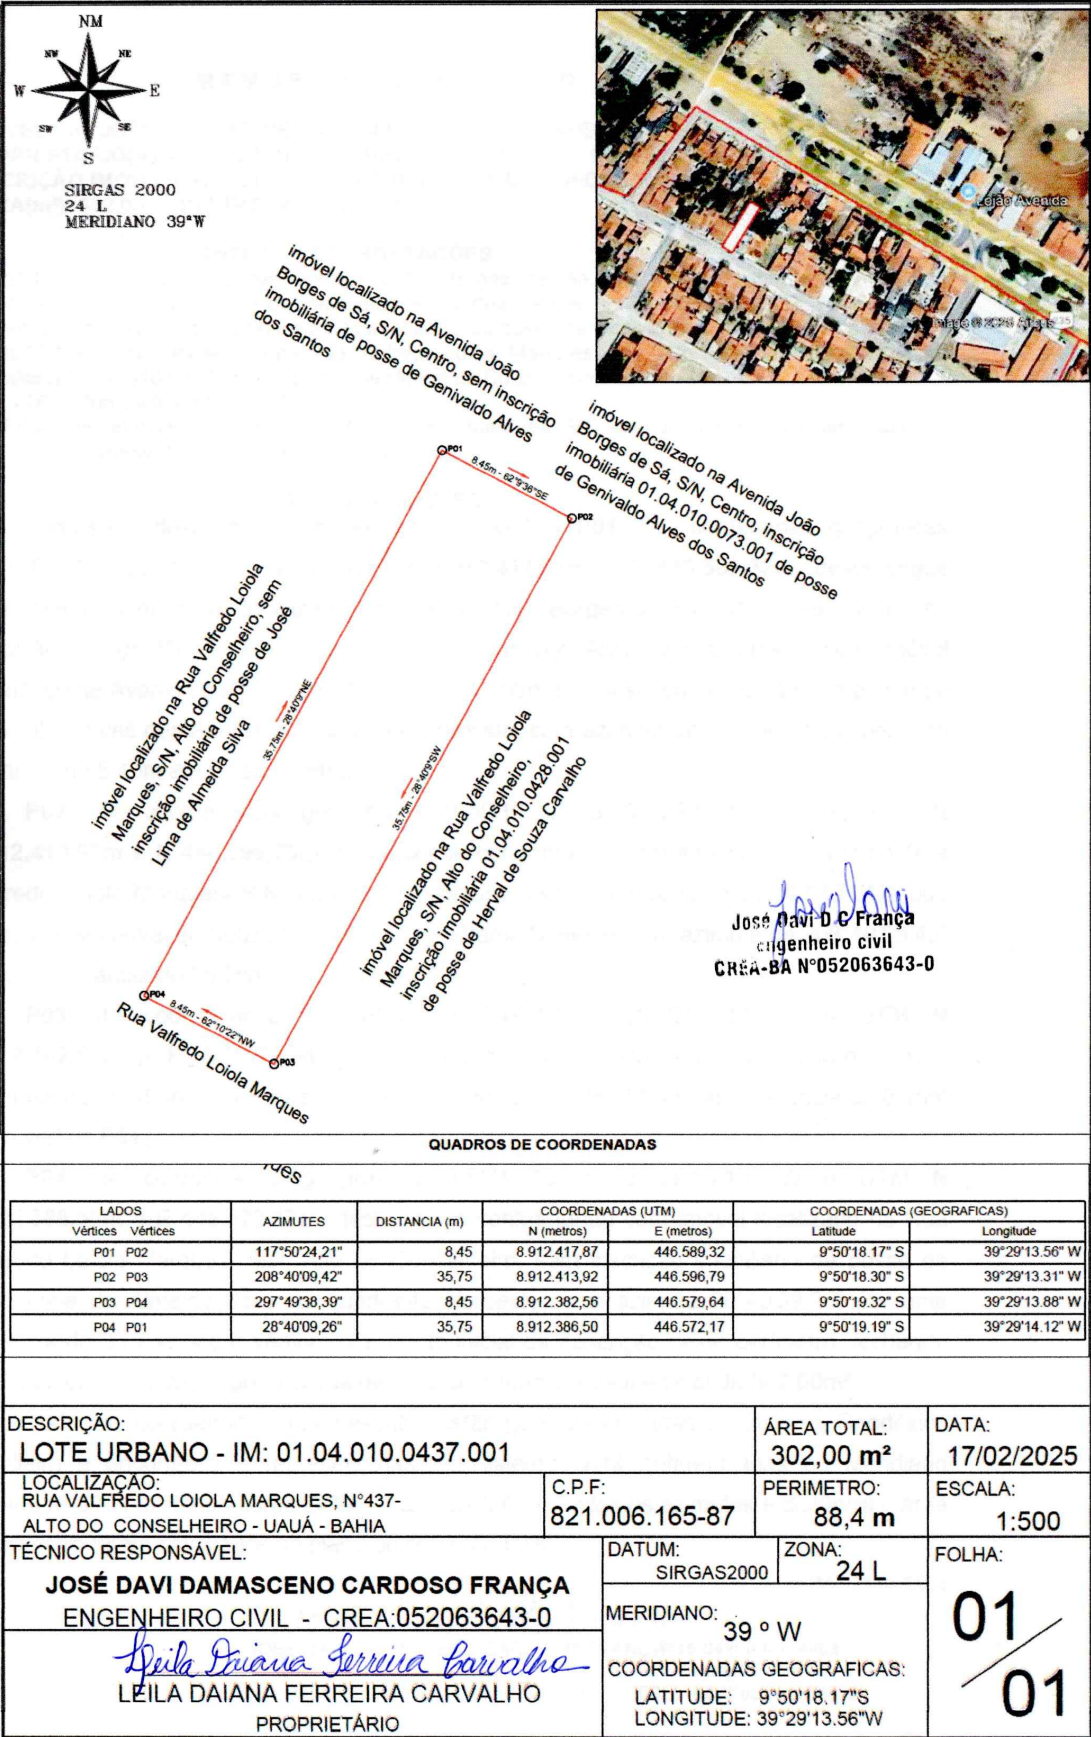 NM
NW
NE
W
E
SW
SE
S
SIRGAS 2000
24 L
MERIDIANO 39°W
Lojão Avenida
imóvel localizado na Avenida João
Borges de Sá, S/N, Centro, sem inscrição
imobiliária de posse de Genivaldo Alves
dos Santos
imóvel localizado na Avenida João
Borges de Sá, S/N, Centro, inscrição
imobiliária 01.04.010.0073.001 de posse
de Genivaldo Alves dos Santos
P01
8.45m - 62°9'36"SE
P02
imóvel localizado na Rua Valfredo Loiola
Marques, S/N, Alto do Conselheiro, sem
inscrição imobiliária de posse de José
Lima de Almeida Silva
35.75m - 28°40'9"NE
35.75m - 28°40'9"SW
imóvel localizado na Rua Valfredo Loiola
Marques, S/N, Alto do Conselheiro,
inscrição imobiliária 01.04.010.0428.001
de posse de Herval de Souza Carvalho
José Davi D C França
engenheiro civil
CREA-BA N°052063643-0
P04
8.45m - 62°10'22"NW
P03
Rua Valfredo Loiola Marques
QUADROS DE COORDENADAS
ques
LADOS AZIMUTES DISTANCIA (m) COORDENADAS (UTM) COORDENADAS (GEOGRAFICAS)
Vértices Vértices N (metros) E (metros) Latitude Longitude
P01 P02 117°50'24,21" 8,45 8.912.417,87 446.589,32 9°50'18.17" S 39°29'13.56" W
P02 P03 208°40'09,42" 35,75 8.912.413,92 446.596,79 9°50'18.30" S 39°29'13.31" W
P03 P04 297°49'38,39" 8,45 8.912.382,56 446.579,64 9°50'19.32" S 39°29'13.88" W
P04 P01 28°40'09,26" 35,75 8.912.386,50 446.572,17 9°50'19.19" S 39°29'14.12" W
DESCRIÇÃO:
LOTE URBANO - IM: 01.04.010.0437.001
ÁREA TOTAL:
302,00 m²
DATA:
17/02/2025
LOCALIZAÇÃO:
RUA VALFREDO LOIOLA MARQUES, N°437-
ALTO DO CONSELHEIRO - UAUÁ - BAHIA
C.P.F:
821.006.165-87
PERIMETRO:
88,4 m
ESCALA:
1:500
TÉCNICO RESPONSÁVEL:
JOSÉ DAVI DAMASCENO CARDOSO FRANÇA
ENGENHEIRO CIVIL - CREA:052063643-0
Leila Daiana Ferreira Carvalho
LEILA DAIANA FERREIRA CARVALHO
PROPRIETÁRIO
DATUM:
SIRGAS2000
ZONA:
24 L
MERIDIANO:
39 º W
COORDENADAS GEOGRAFICAS:
LATITUDE: 9°50'18.17"S
LONGITUDE: 39°29'13.56"W
FOLHA:
01
01